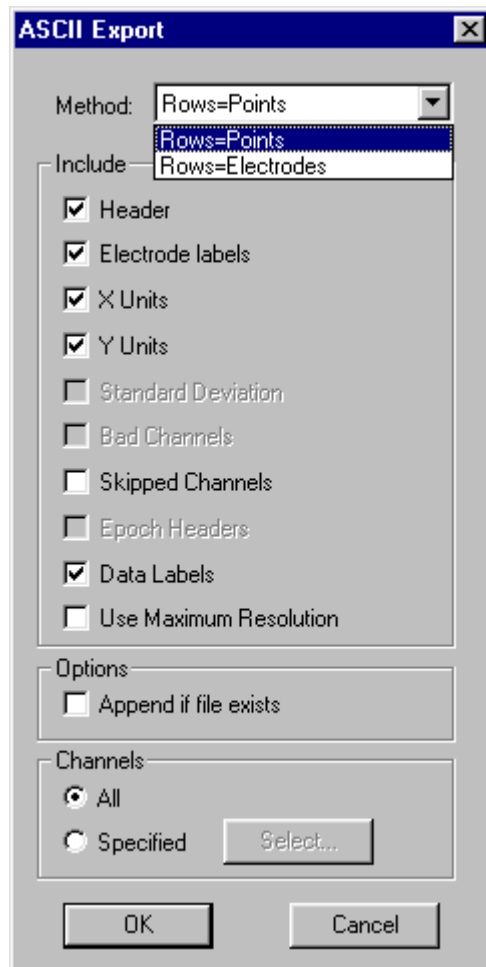 ASCII Export
Method: Rows=Points
Rows=Points
Rows=Electrodes
Include
Header
Electrode labels
X Units
Y Units
Standard Deviation
Bad Channels
Skipped Channels
Epoch Headers
Data Labels
Use Maximum Resolution
Options
Append if file exists
Channels
All
Specified Select...
OK Cancel